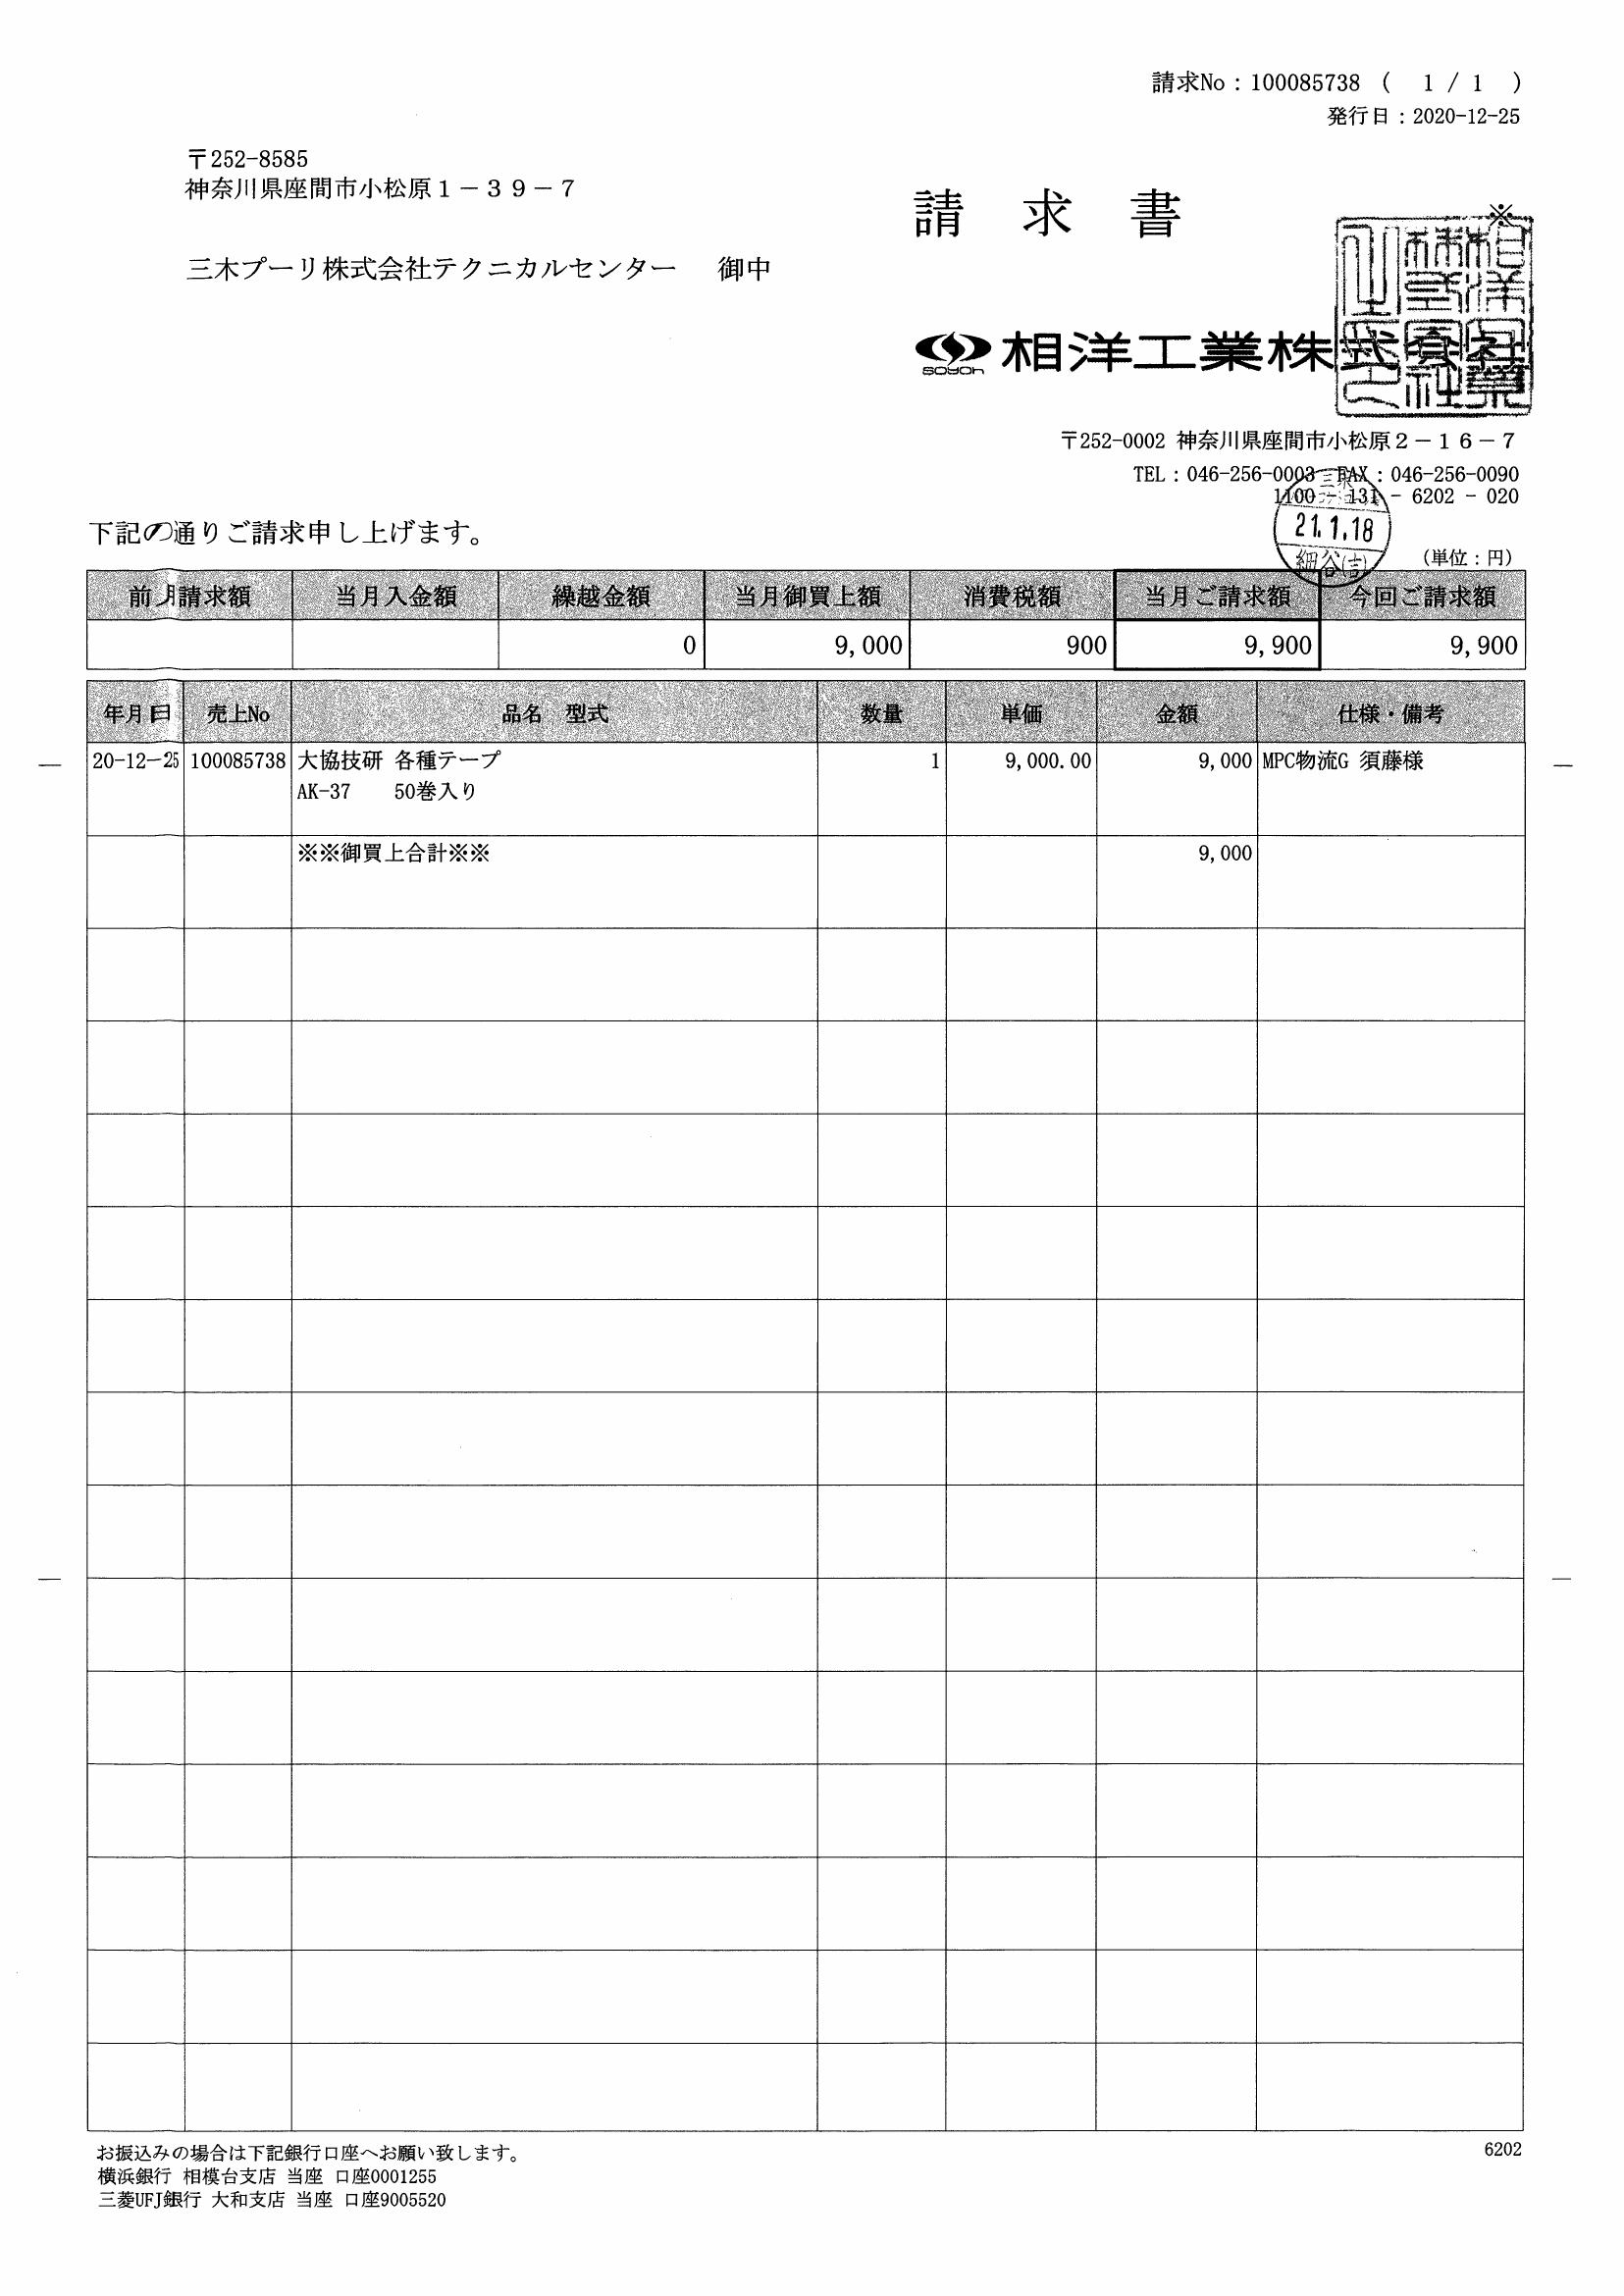 請求No：100085738 (　1 / 1　)
発行日：2020-12-25
〒252-8585
神奈川県座間市小松原１－３９－７
請　求　書
※
三木プーリ株式会社テクニカルセンター　御中
soyoh 相洋工業株式会社
〒252-0002 神奈川県座間市小松原２－１６－７
TEL：046-256-0003 FAX：046-256-0090
1100 - 131 - 6202 - 020
21.1.18
細谷(吉)
下記の通りご請求申し上げます。
（単位：円）
前月請求額 当月入金額 繰越金額 当月御買上額 消費税額 当月ご請求額 今回ご請求額
0 9,000 900 9,900 9,900
年月日 売上No 品名　型式 数量 単価 金額 仕様・備考
20-12-25 100085738 大協技研 各種テープ 1 9,000.00 9,000 MPC物流G 須藤様
AK-37　50巻入り
※※御買上合計※※ 9,000
お振込みの場合は下記銀行口座へお願い致します。 6202
横浜銀行 相模台支店 当座 口座0001255
三菱UFJ銀行 大和支店 当座 口座9005520